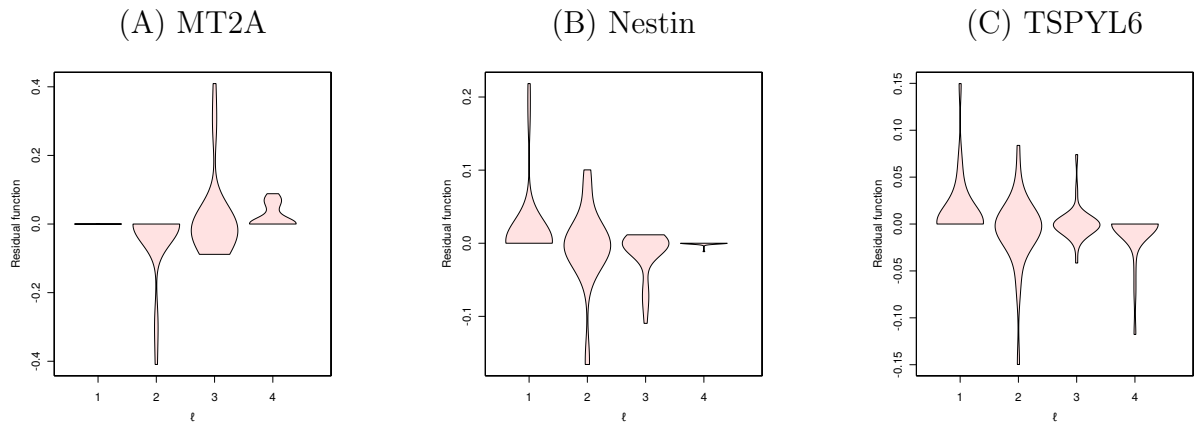 (A) MT2A
(B) Nestin
(C) TSPYL6
Residual function
0.4
0.2
0.0
-0.2
-0.4
1 2 3 4
ℓ
Residual function
0.2
0.1
0.0
-0.1
1 2 3 4
ℓ
Residual function
0.15
0.10
0.05
0.00
-0.05
-0.10
-0.15
1 2 3 4
ℓ